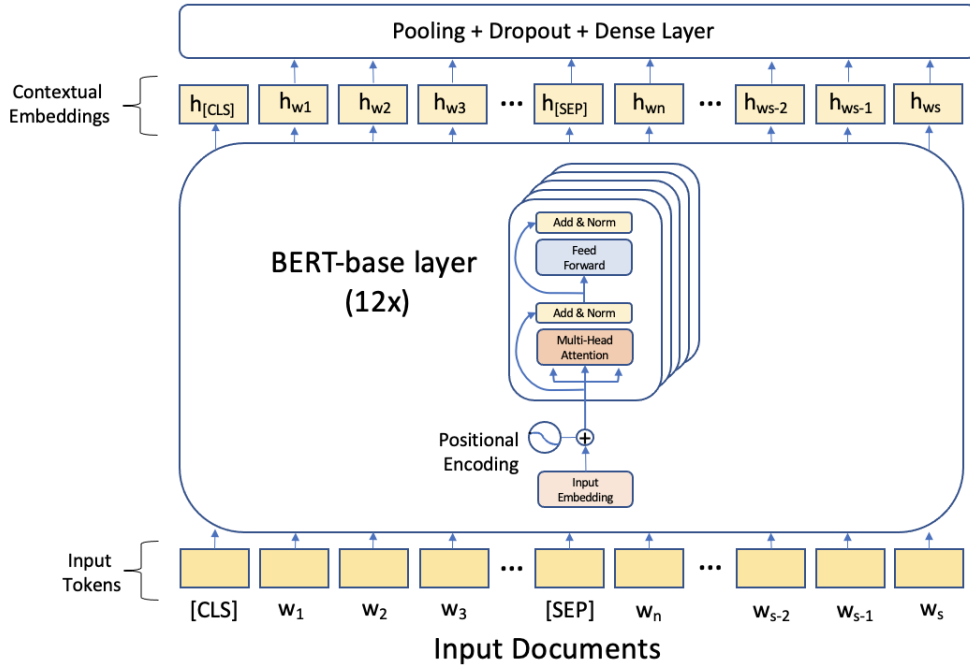 Pooling + Dropout + Dense Layer
Contextual
Embeddings
h[CLS] hw1 hw2 hw3 ... h[SEP] hwn ... hws-2 hws-1 hws
Add & Norm
Feed
Forward
BERT-base layer
(12x)
Add & Norm
Multi-Head
Attention
Positional
Encoding
+
Input
Embedding
Input
Tokens
... ...
[CLS] w1 w2 w3 [SEP] wn ws-2 ws-1 ws
Input Documents